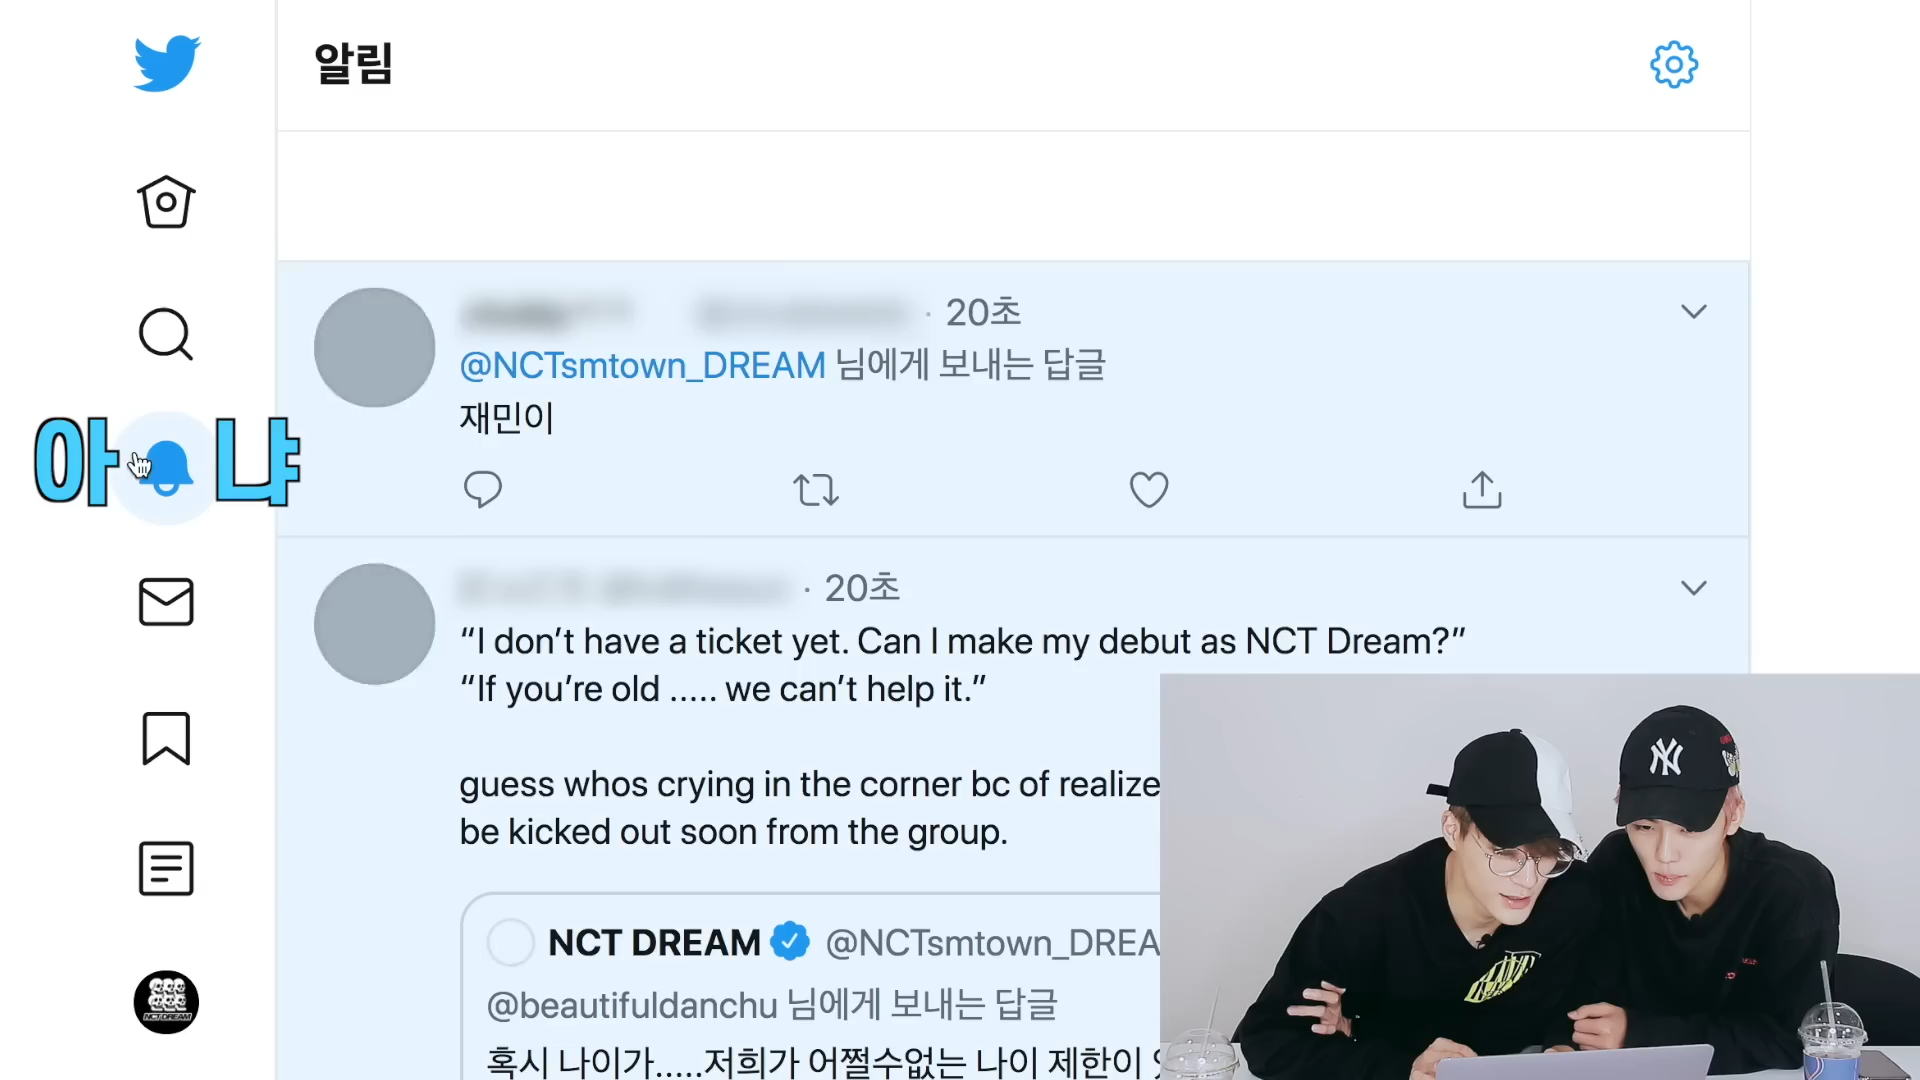 알림
· 20초
@NCTsmtown_DREAM 님에게 보내는 답글
재민이
아 냐
· 20초
“I don’t have a ticket yet. Can I make my debut as NCT Dream?”
“If you’re old ..... we can’t help it.”
guess whos crying in the corner bc of realize
be kicked out soon from the group.
NCT DREAM @NCTsmtown_DREA
@beautifuldanchu 님에게 보내는 답글
혹시 나이가.....저희가 어쩔수없는 나이 제한이
NCT DREAM
NY